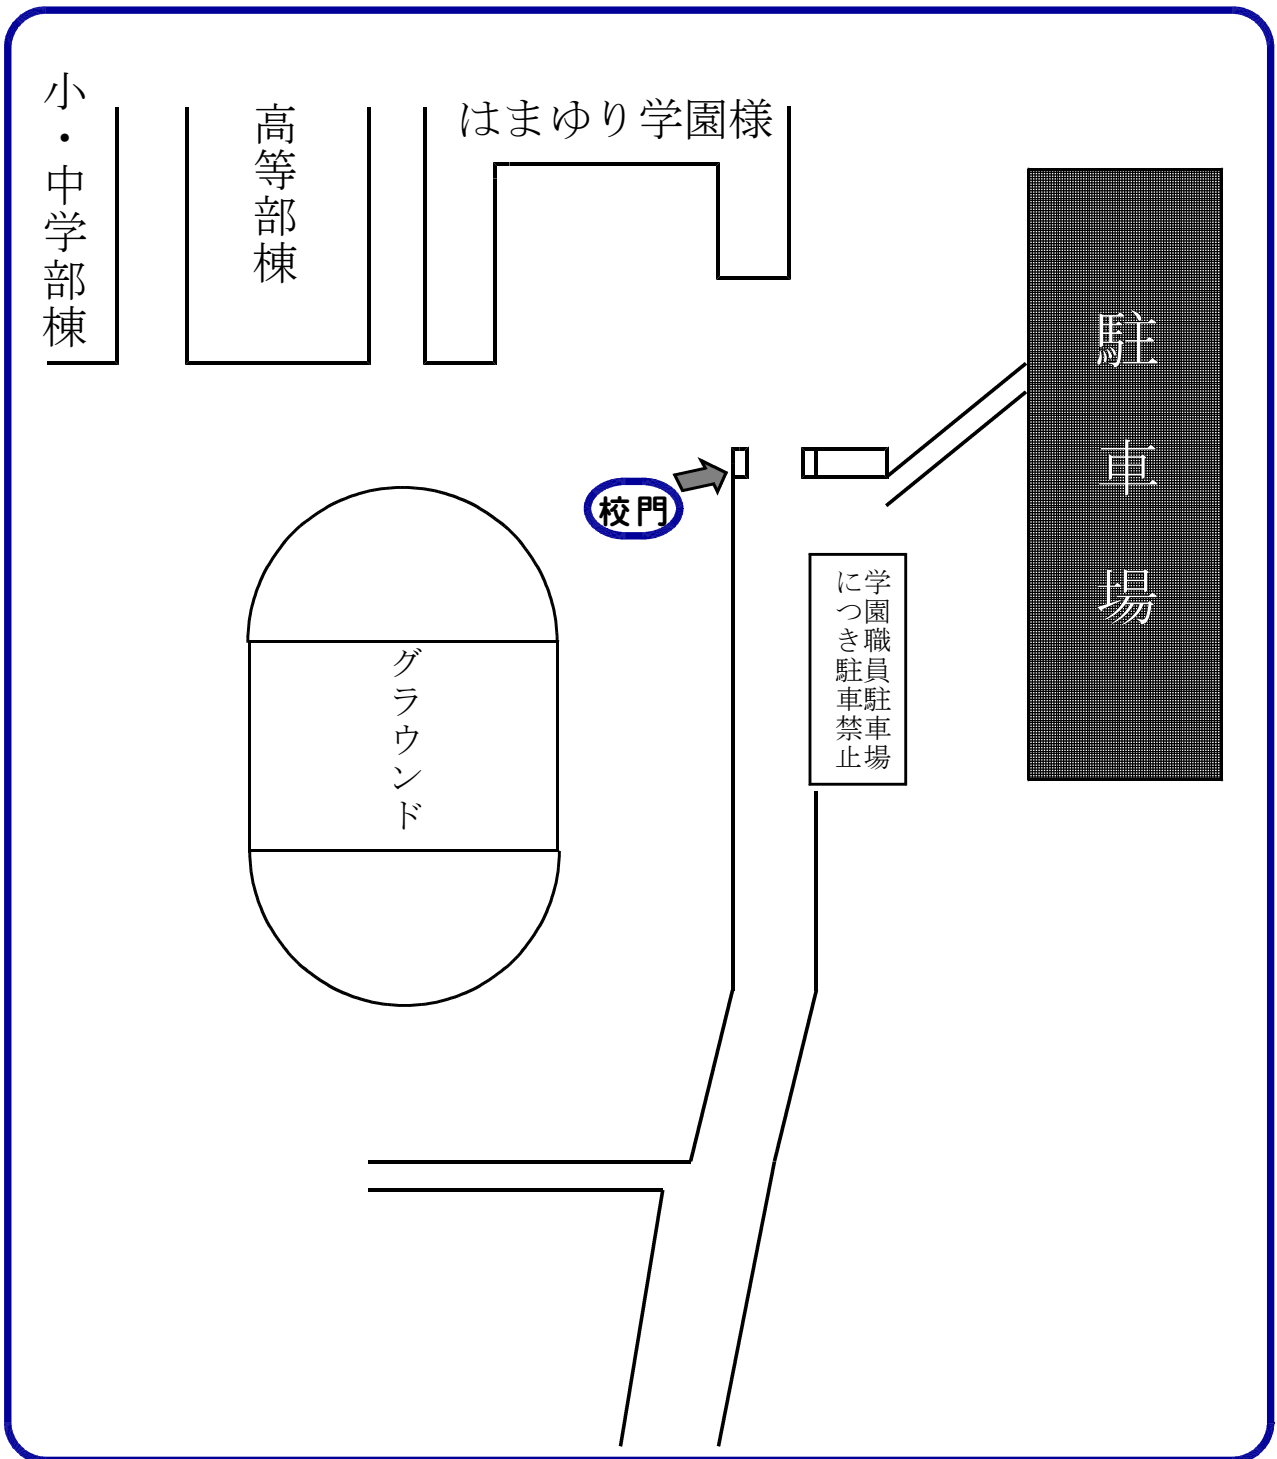 小・中学部棟
高等部棟
はまゆり学園様
駐車場
校門
学園職員駐車場
につき駐車禁止
グラウンド